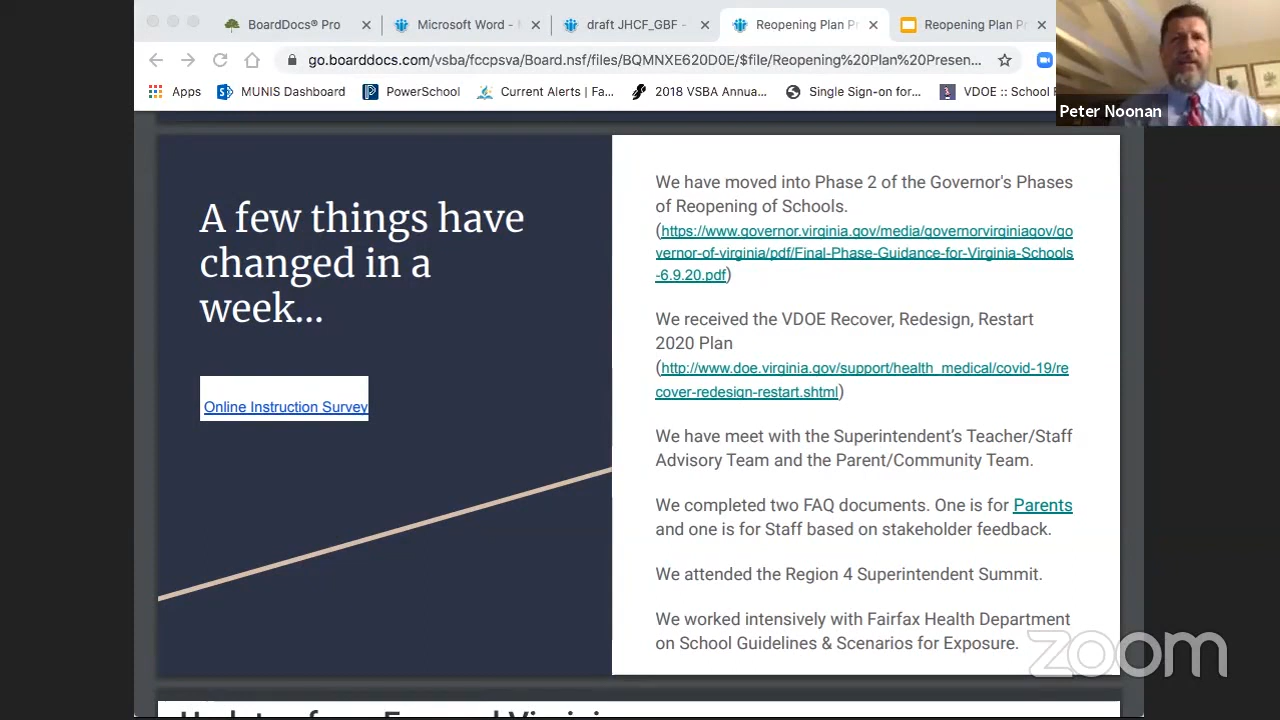 BoardDocs® Pro
Microsoft Word -
draft JHCF_GBF -
Reopening Plan Pr
Reopening Plan Pr
go.boarddocs.com/vsba/fccpsva/Board.nsf/files/BQMNXE620D0E/$file/Reopening%20Plan%20Presen...
Apps
MUNIS Dashboard
PowerSchool
Current Alerts | Fa...
2018 VSBA Annua...
Single Sign-on for...
VDOE :: School
Peter Noonan
A few things have
changed in a
week...
Online Instruction Survey
We have moved into Phase 2 of the Governor's Phases
of Reopening of Schools.
(https://www.governor.virginia.gov/media/governorvirginiagov/go
vernor-of-virginia/pdf/Final-Phase-Guidance-for-Virginia-Schools
-6.9.20.pdf)
We received the VDOE Recover, Redesign, Restart
2020 Plan
(http://www.doe.virginia.gov/support/health_medical/covid-19/re
cover-redesign-restart.shtml)
We have meet with the Superintendent's Teacher/Staff
Advisory Team and the Parent/Community Team.
We completed two FAQ documents. One is for Parents
and one is for Staff based on stakeholder feedback.
We attended the Region 4 Superintendent Summit.
We worked intensively with Fairfax Health Department
on School Guidelines & Scenarios for Exposure.
zoom